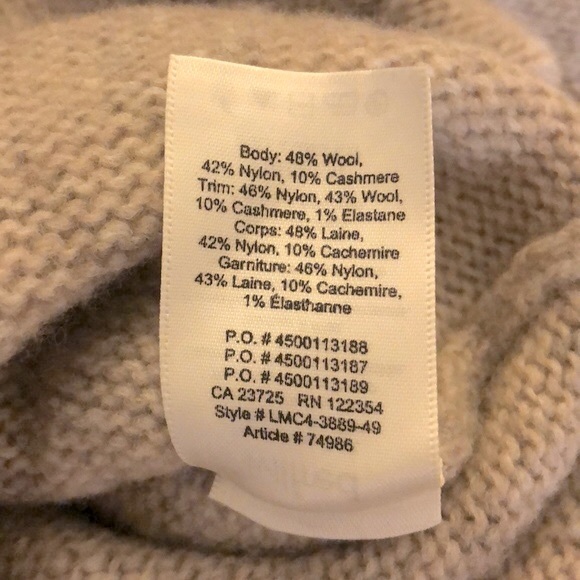 Body: 48% Wool,
42% Nylon, 10% Cashmere
Trim: 46% Nylon, 43% Wool,
10% Cashmere, 1% Elastane
Corps: 48% Laine,
42% Nylon, 10% Cachemire
Garniture: 46% Nylon,
43% Laine, 10% Cachemire,
1% Élasthanne
P.O. # 4500113188
P.O. # 4500113187
P.O. # 4500113189
CA 23725 RN 122354
Style # LMC4-3889-49
Article # 74986